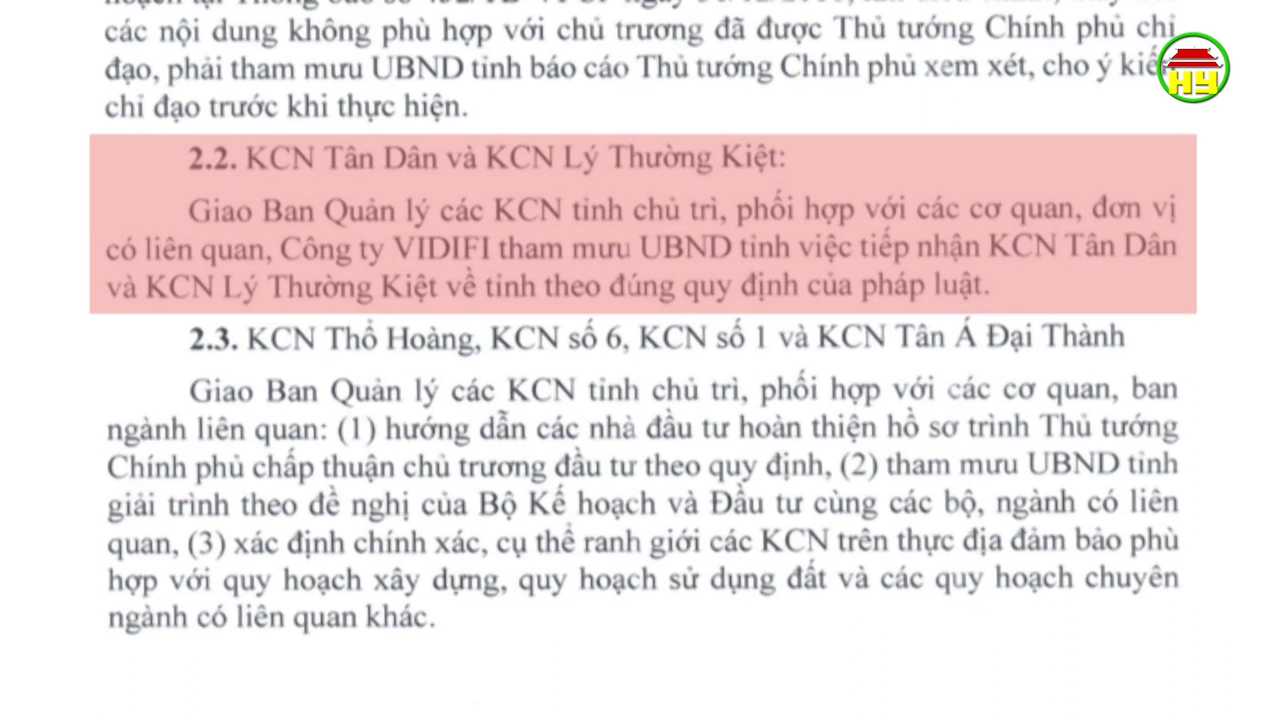 các nội dung không phù hợp với chủ trương đã được Thủ tướng Chính phủ chỉ
đạo, phải tham mưu UBND tỉnh báo cáo Thủ tướng Chính phủ xem xét, cho ý kiến
chỉ đạo trước khi thực hiện.
HY
2.2. KCN Tân Dân và KCN Lý Thường Kiệt:
Giao Ban Quản lý các KCN tỉnh chủ trì, phối hợp với các cơ quan, đơn vị
có liên quan, Công ty VIDIFI tham mưu UBND tỉnh việc tiếp nhận KCN Tân Dân
và KCN Lý Thường Kiệt về tỉnh theo đúng quy định của pháp luật.
2.3. KCN Thổ Hoàng, KCN số 6, KCN số 1 và KCN Tân Á Đại Thành
Giao Ban Quản lý các KCN tỉnh chủ trì, phối hợp với các cơ quan, ban
ngành liên quan: (1) hướng dẫn các nhà đầu tư hoàn thiện hồ sơ trình Thủ tướng
Chính phủ chấp thuận chủ trương đầu tư theo quy định, (2) tham mưu UBND tỉnh
giải trình theo đề nghị của Bộ Kế hoạch và Đầu tư cùng các bộ, ngành có liên
quan, (3) xác định chính xác, cụ thể ranh giới các KCN trên thực địa đảm bảo phù
hợp với quy hoạch xây dựng, quy hoạch sử dụng đất và các quy hoạch chuyên
ngành có liên quan khác.